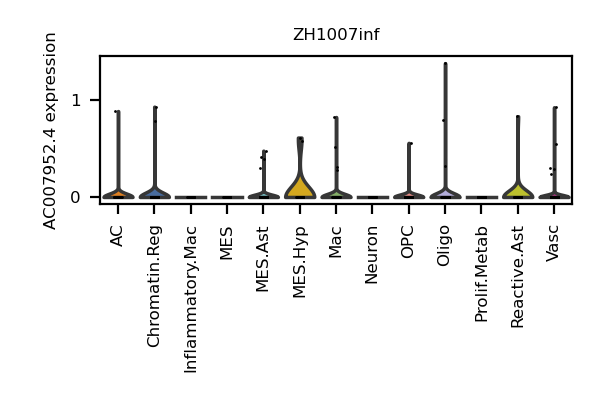 ZH1007inf
AC007952.4 expression
1
0
AC
Chromatin.Reg
Inflammatory.Mac
MES
MES.Ast
MES.Hyp
Mac
Neuron
OPC
Oligo
Prolif.Metab
Reactive.Ast
Vasc